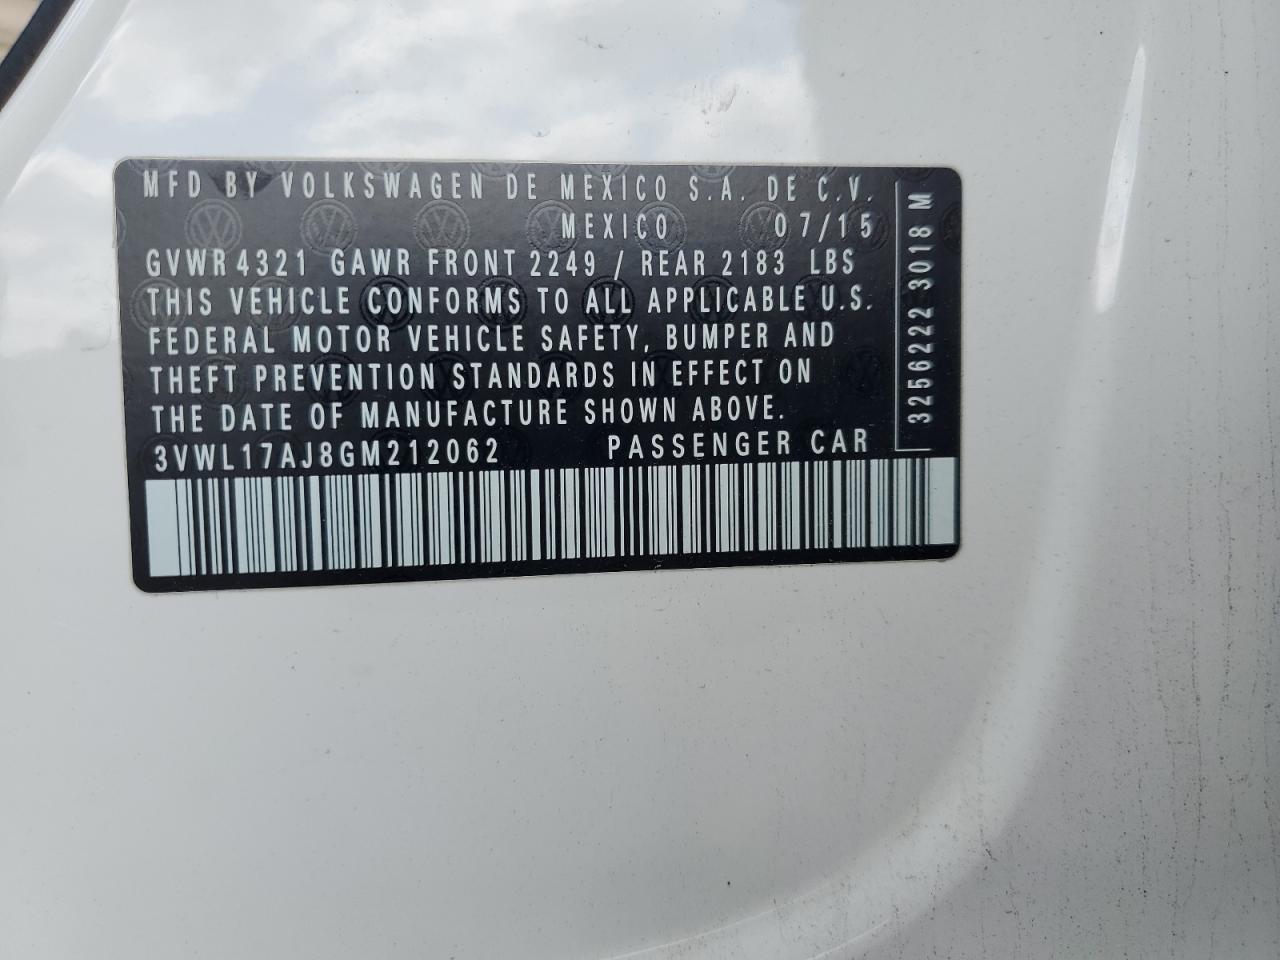 MFD BY VOLKSWAGEN DE MEXICO S.A. DE C.V.
MEXICO 07/15
GVWR 4321 GAWR FRONT 2249 / REAR 2183 LBS
THIS VEHICLE CONFORMS TO ALL APPLICABLE U.S.
FEDERAL MOTOR VEHICLE SAFETY, BUMPER AND
THEFT PREVENTION STANDARDS IN EFFECT ON
THE DATE OF MANUFACTURE SHOWN ABOVE.
3VWL17AJ8GM212062 PASSENGER CAR
3256222 3018 M